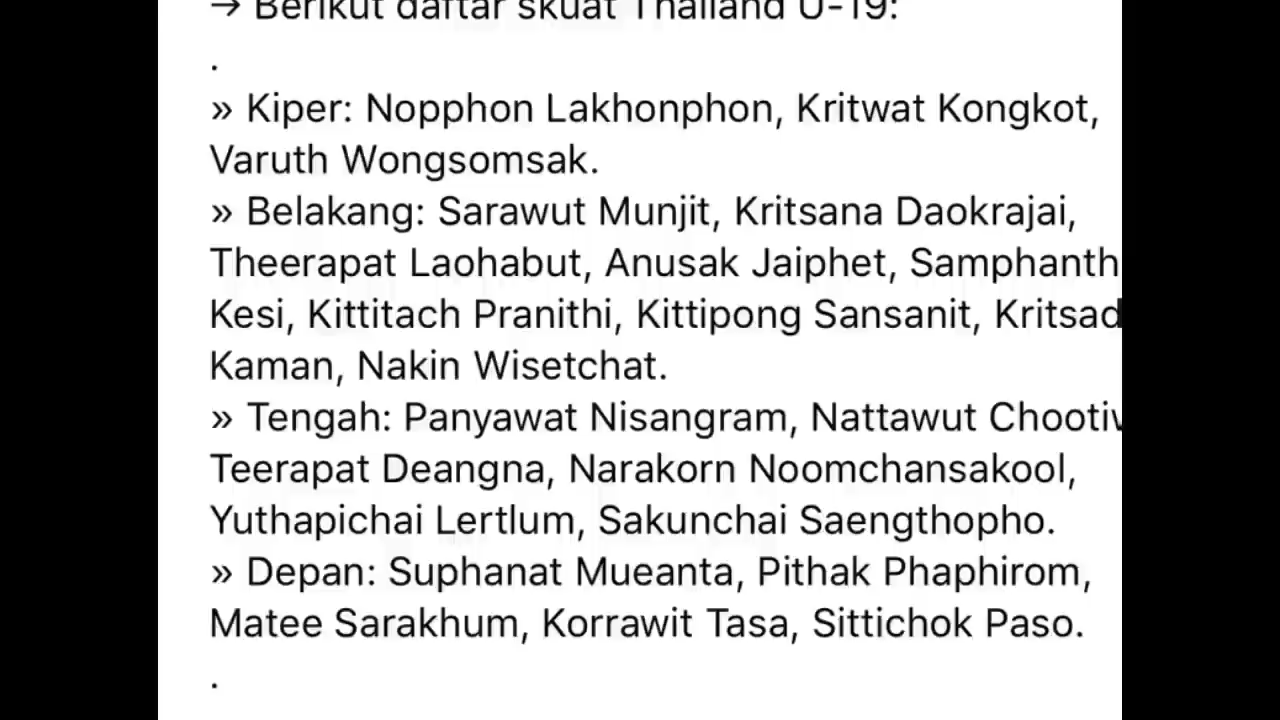 → Berikut daftar skuat Thailand U-19:
.
» Kiper: Nopphon Lakhonphon, Kritwat Kongkot,
Varuth Wongsomsak.
» Belakang: Sarawut Munjit, Kritsana Daokrajai,
Theerapat Laohabut, Anusak Jaiphet, Samphanth
Kesi, Kittitach Pranithi, Kittipong Sansanit, Kritsad
Kaman, Nakin Wisetchat.
» Tengah: Panyawat Nisangram, Nattawut
Teerapat Deangna, Narakorn Noomchansakool,
Yuthapichai Lertlum, Sakunchai Saengthopho.
» Depan: Suphanat Mueanta, Pithak Phaphirom,
Matee Sarakhum, Korrawit Tasa, Sittichok Paso.
.